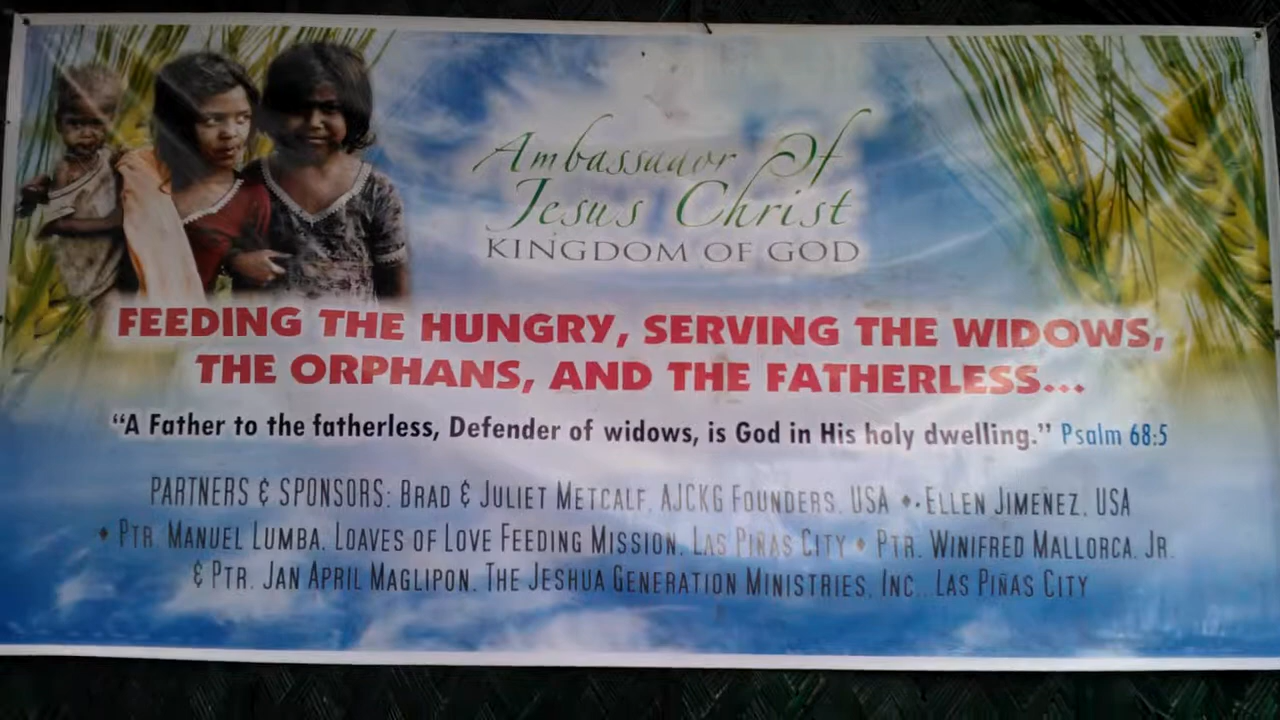 Ambassador Of
Jesus Christ
KINGDOM OF GOD
FEEDING THE HUNGRY, SERVING THE WIDOWS,
THE ORPHANS, AND THE FATHERLESS...
“A Father to the fatherless, Defender of widows, is God in His holy dwelling.” Psalm 68:5
PARTNERS & SPONSORS: BRAD & JULIET METCALF, AJCKG FOUNDERS, USA •• ELLEN JIMENEZ, USA
• PTR. MANUEL LUMBA, LOAVES OF LOVE FEEDING MISSION, LAS PIÑAS CITY • PTR. WINIFRED MALLORCA, JR.
& PTR. JAN APRIL MAGLIPON, THE JESHUA GENERATION MINISTRIES, INC., LAS PIÑAS CITY